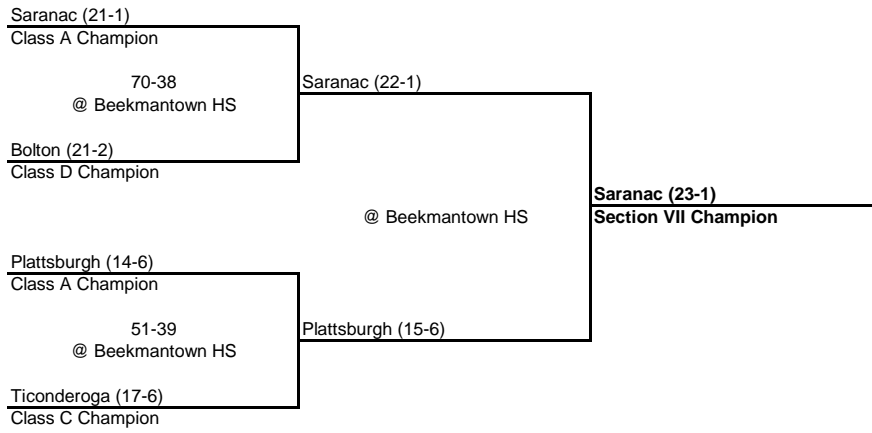 Saranac (21-1)
Class A Champion
70-38
@ Beekmantown HS
Saranac (22-1)
Bolton (21-2)
Class D Champion
@ Beekmantown HS
Saranac (23-1)
Section VII Champion
Plattsburgh (14-6)
Class A Champion
51-39
@ Beekmantown HS
Plattsburgh (15-6)
Ticonderoga (17-6)
Class C Champion